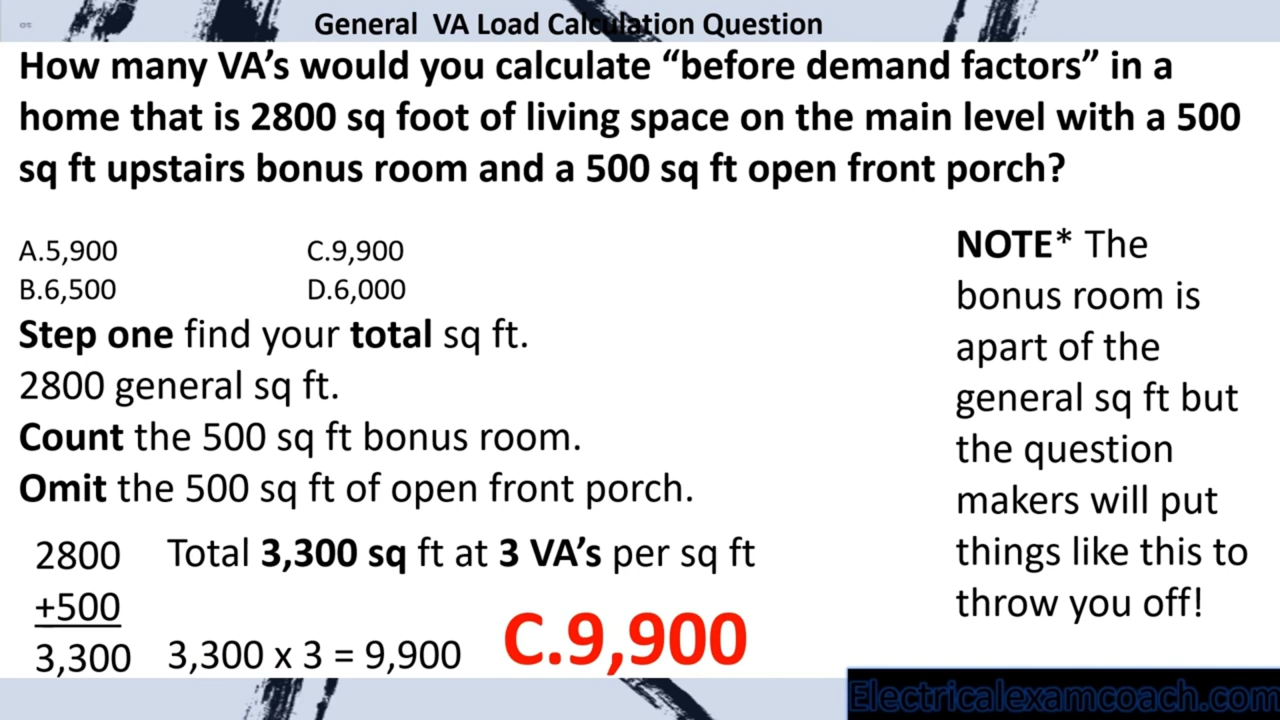 General VA Load Calculation Question
How many VA’s would you calculate “before demand factors” in a
home that is 2800 sq foot of living space on the main level with a 500
sq ft upstairs bonus room and a 500 sq ft open front porch?
A.5,900 C.9,900
B.6,500 D.6,000
Step one find your total sq ft.
2800 general sq ft.
Count the 500 sq ft bonus room.
Omit the 500 sq ft of open front porch.
2800
+500
3,300
Total 3,300 sq ft at 3 VA’s per sq ft
3,300 x 3 = 9,900
C.9,900
NOTE* The
bonus room is
apart of the
general sq ft but
the question
makers will put
things like this to
throw you off!
Electricalexamcoach.com